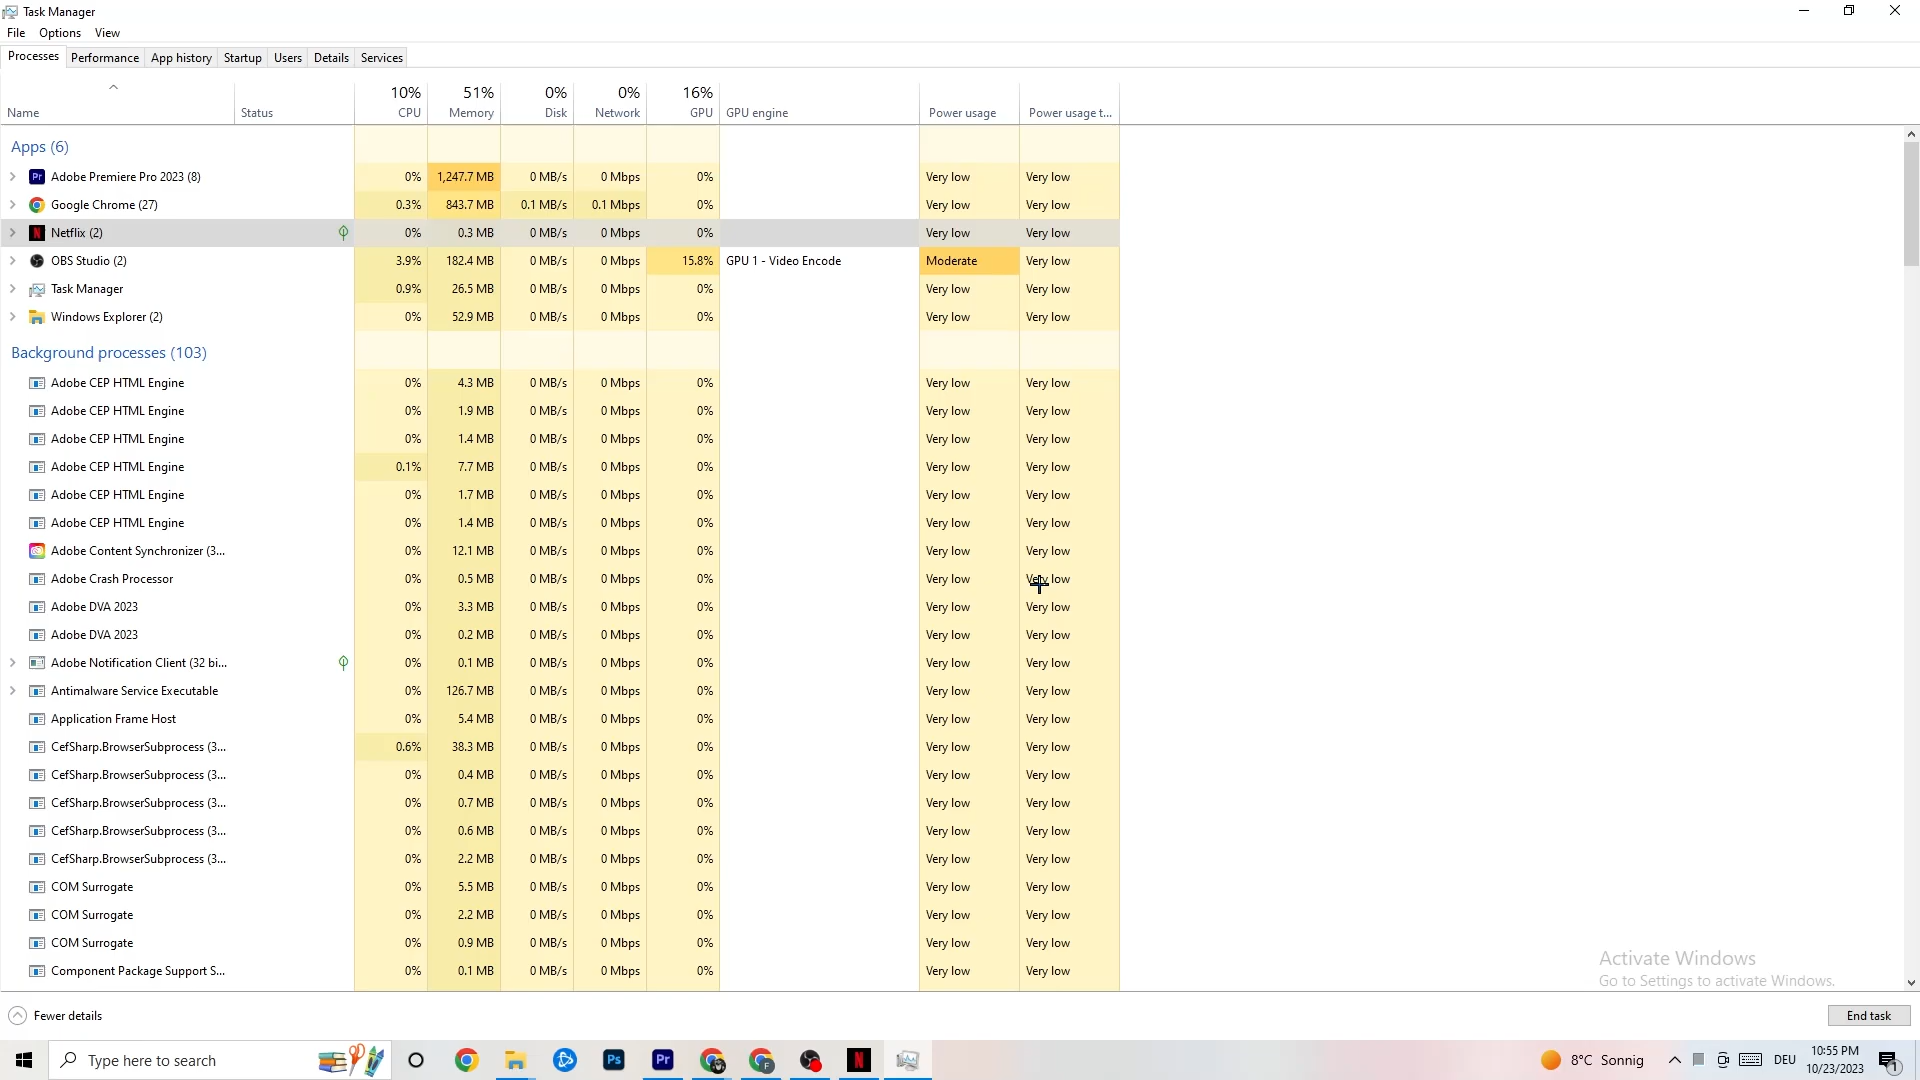 Task Manager
File Options View
Processes Performance App history Startup Users Details Services
10% 51% 0% 0% 16%
Name Status CPU Memory Disk Network GPU GPU engine Power usage Power usage t...
Apps (6)
Adobe Premiere Pro 2023 (8) 0% 1,247.7 MB 0 MB/s 0 Mbps 0% Very low Very low
Google Chrome (27) 0.3% 843.7 MB 0.1 MB/s 0.1 Mbps 0% Very low Very low
Netflix (2) 0% 0.3 MB 0 MB/s 0 Mbps 0% Very low Very low
OBS Studio (2) 3.9% 182.4 MB 0 MB/s 0 Mbps 15.8% GPU 1 - Video Encode Moderate Very low
Task Manager 0.9% 26.5 MB 0 MB/s 0 Mbps 0% Very low Very low
Windows Explorer (2) 0% 52.9 MB 0 MB/s 0 Mbps 0% Very low Very low
Background processes (103)
Adobe CEP HTML Engine 0% 4.3 MB 0 MB/s 0 Mbps 0% Very low Very low
Adobe CEP HTML Engine 0% 1.9 MB 0 MB/s 0 Mbps 0% Very low Very low
Adobe CEP HTML Engine 0% 1.4 MB 0 MB/s 0 Mbps 0% Very low Very low
Adobe CEP HTML Engine 0.1% 7.7 MB 0 MB/s 0 Mbps 0% Very low Very low
Adobe CEP HTML Engine 0% 1.7 MB 0 MB/s 0 Mbps 0% Very low Very low
Adobe CEP HTML Engine 0% 1.4 MB 0 MB/s 0 Mbps 0% Very low Very low
Adobe Content Synchronizer (3... 0% 12.1 MB 0 MB/s 0 Mbps 0% Very low Very low
Adobe Crash Processor 0% 0.5 MB 0 MB/s 0 Mbps 0% Very low Very low
Adobe DVA 2023 0% 3.3 MB 0 MB/s 0 Mbps 0% Very low Very low
Adobe DVA 2023 0% 0.2 MB 0 MB/s 0 Mbps 0% Very low Very low
Adobe Notification Client (32 bi... 0% 0.1 MB 0 MB/s 0 Mbps 0% Very low Very low
Antimalware Service Executable 0% 126.7 MB 0 MB/s 0 Mbps 0% Very low Very low
Application Frame Host 0% 5.4 MB 0 MB/s 0 Mbps 0% Very low Very low
CefSharp.BrowserSubprocess (3... 0.6% 38.3 MB 0 MB/s 0 Mbps 0% Very low Very low
CefSharp.BrowserSubprocess (3... 0% 0.4 MB 0 MB/s 0 Mbps 0% Very low Very low
CefSharp.BrowserSubprocess (3... 0% 0.7 MB 0 MB/s 0 Mbps 0% Very low Very low
CefSharp.BrowserSubprocess (3... 0% 0.6 MB 0 MB/s 0 Mbps 0% Very low Very low
CefSharp.BrowserSubprocess (3... 0% 2.2 MB 0 MB/s 0 Mbps 0% Very low Very low
COM Surrogate 0% 5.5 MB 0 MB/s 0 Mbps 0% Very low Very low
COM Surrogate 0% 2.2 MB 0 MB/s 0 Mbps 0% Very low Very low
COM Surrogate 0% 0.9 MB 0 MB/s 0 Mbps 0% Very low Very low
Component Package Support S... 0% 0.1 MB 0 MB/s 0 Mbps 0% Very low Very low
Activate Windows
Go to Settings to activate Windows.
Fewer details End task
Type here to search 8°C Sonnig DEU 10:55 PM
10/23/2023